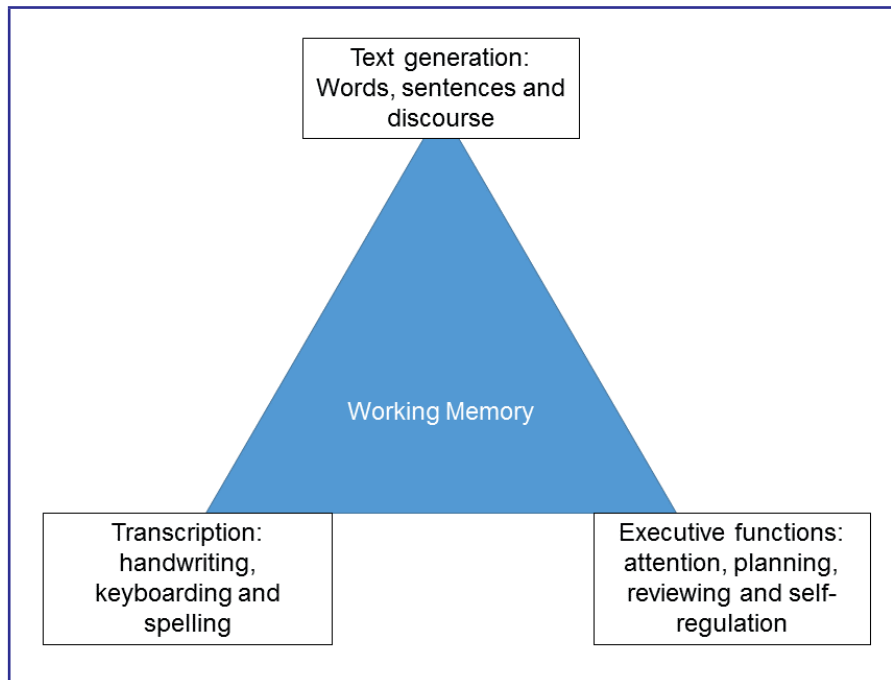 Text generation:
Words, sentences and
discourse
Working Memory
Transcription:
handwriting,
keyboarding and
spelling
Executive functions:
attention, planning,
reviewing and self-
regulation